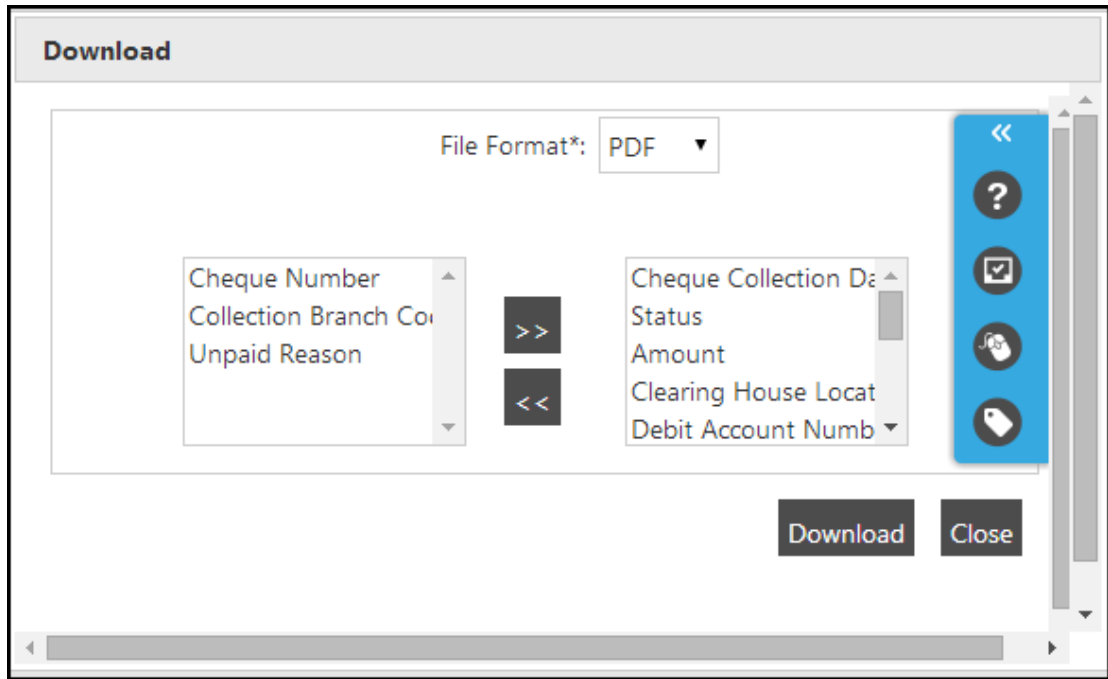 Download
File Format*: PDF
Cheque Number
Collection Branch Co
Unpaid Reason
>>
<<
Cheque Collection Da
Status
Amount
Clearing House Locat
Debit Account Numb
«
?
Download Close